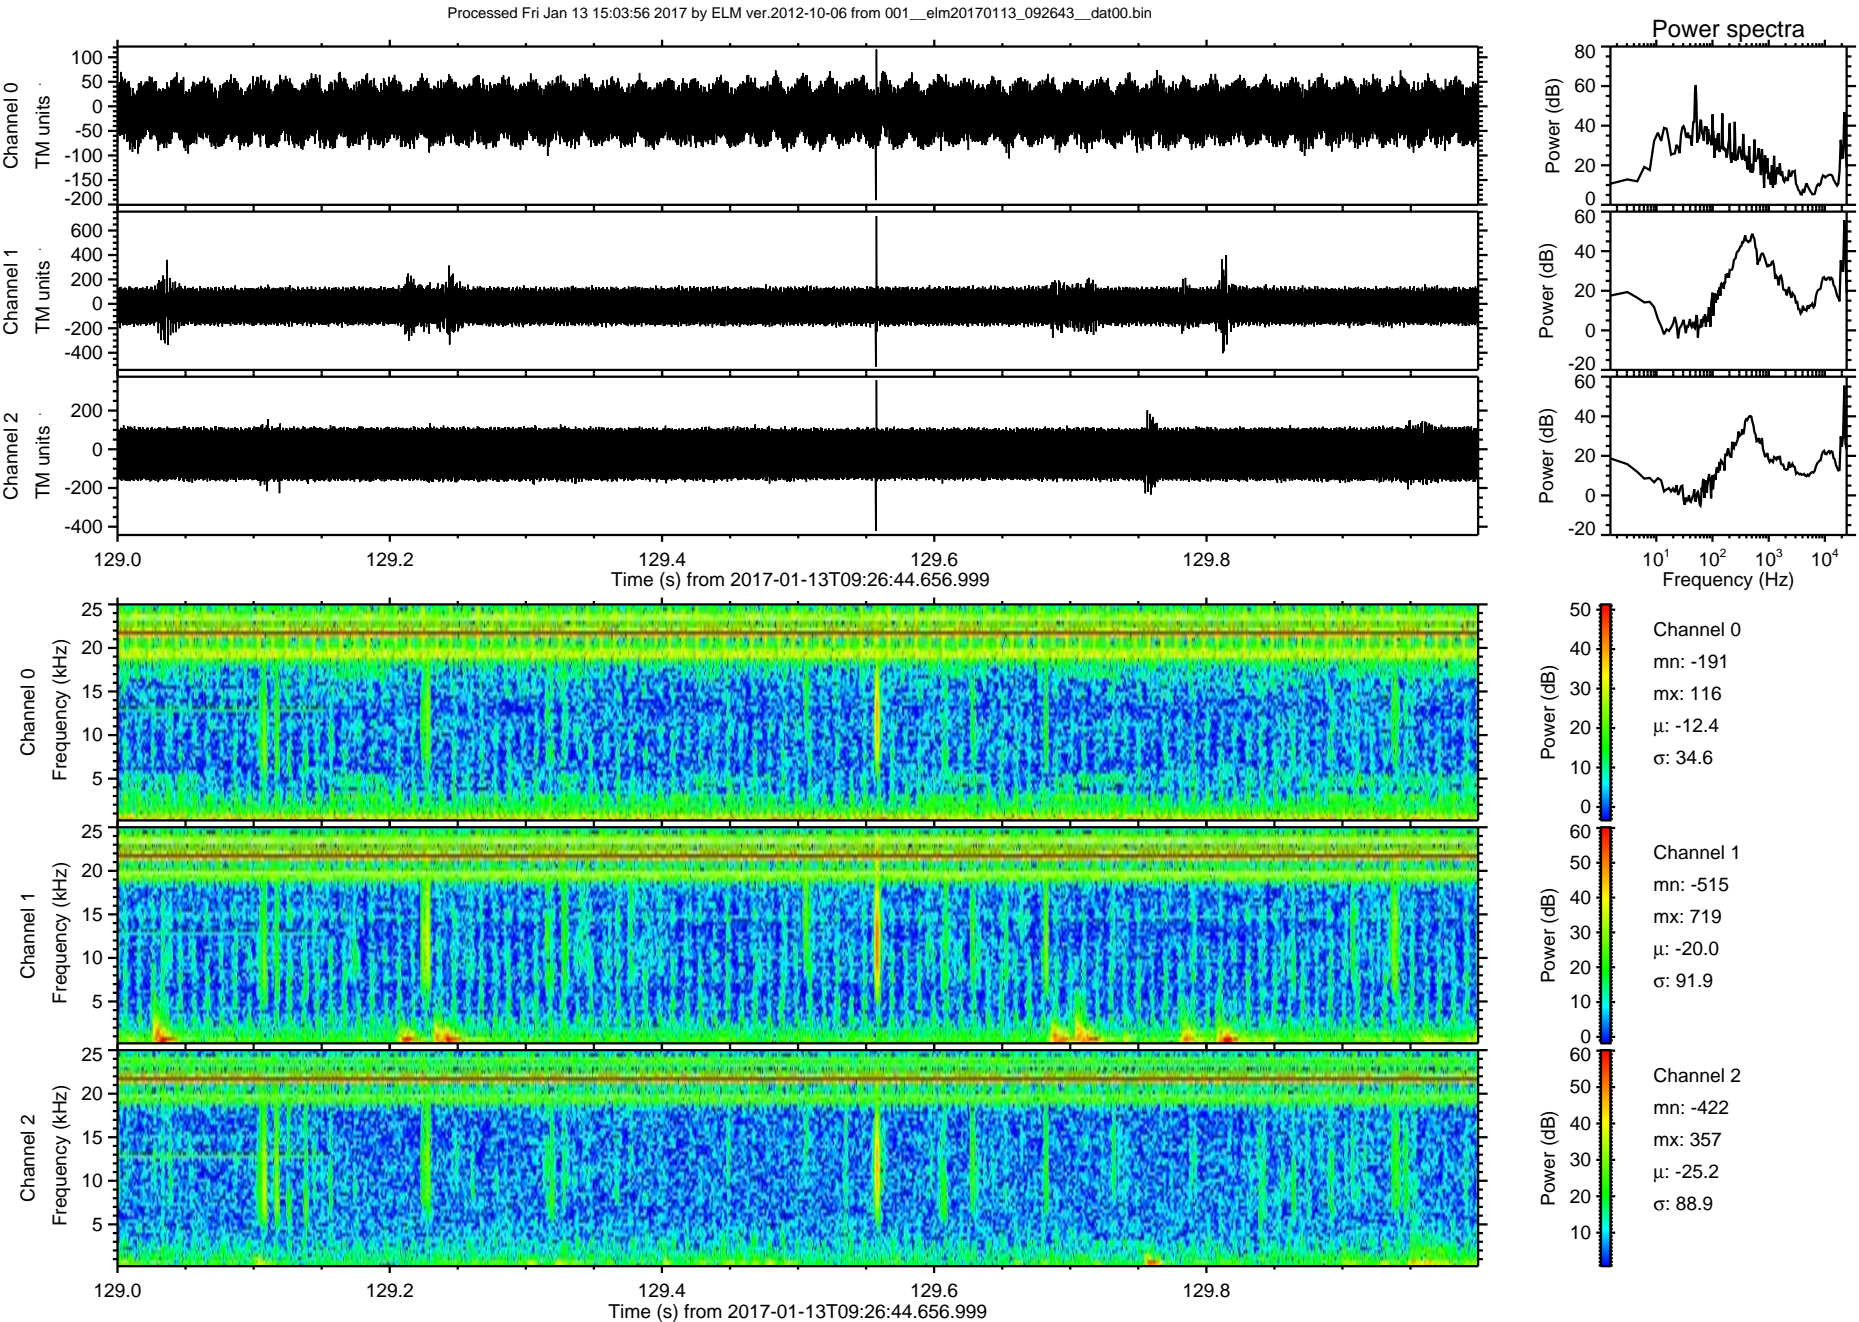 Processed Fri Jan 13 15:03:56 2017 by ELM ver.2012-10-06 from 001__elm20170113_092643__dat00.bin
Power spectra
Channel 0
TM units
100
50
0
-50
-100
-150
-200
Power (dB)
80
60
40
20
0
Channel 1
TM units
600
400
200
0
-200
-400
Power (dB)
60
40
20
0
-20
Channel 2
TM units
200
0
-200
-400
Power (dB)
60
40
20
0
-20
129.0 129.2 129.4 129.6 129.8
Time (s) from 2017-01-13T09:26:44.656.999
10^1 10^2 10^3 10^4
Frequency (Hz)
Channel 0
Frequency (kHz)
25
20
15
10
5
Power (dB)
50
40
30
20
10
0
Channel 0
mn: -191
mx: 116
µ: -12.4
σ: 34.6
Channel 1
Frequency (kHz)
25
20
15
10
5
Power (dB)
60
50
40
30
20
10
0
Channel 1
mn: -515
mx: 719
µ: -20.0
σ: 91.9
Channel 2
Frequency (kHz)
25
20
15
10
5
Power (dB)
60
50
40
30
20
10
Channel 2
mn: -422
mx: 357
µ: -25.2
σ: 88.9
129.0 129.2 129.4 129.6 129.8
Time (s) from 2017-01-13T09:26:44.656.999